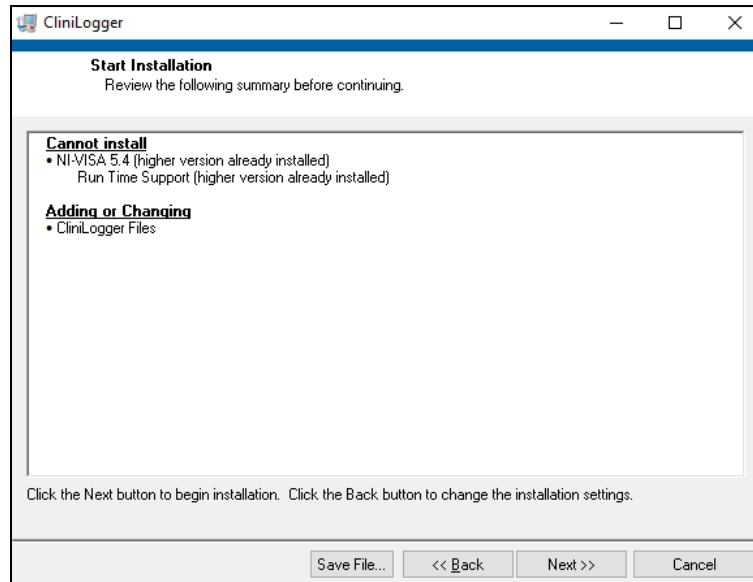 CliniLogger
Start Installation
Review the following summary before continuing.
Cannot install
• NI-VISA 5.4 (higher version already installed)
Run Time Support (higher version already installed)
Adding or Changing
• CliniLogger Files
Click the Next button to begin installation.  Click the Back button to change the installation settings.
Save File... << Back Next >> Cancel